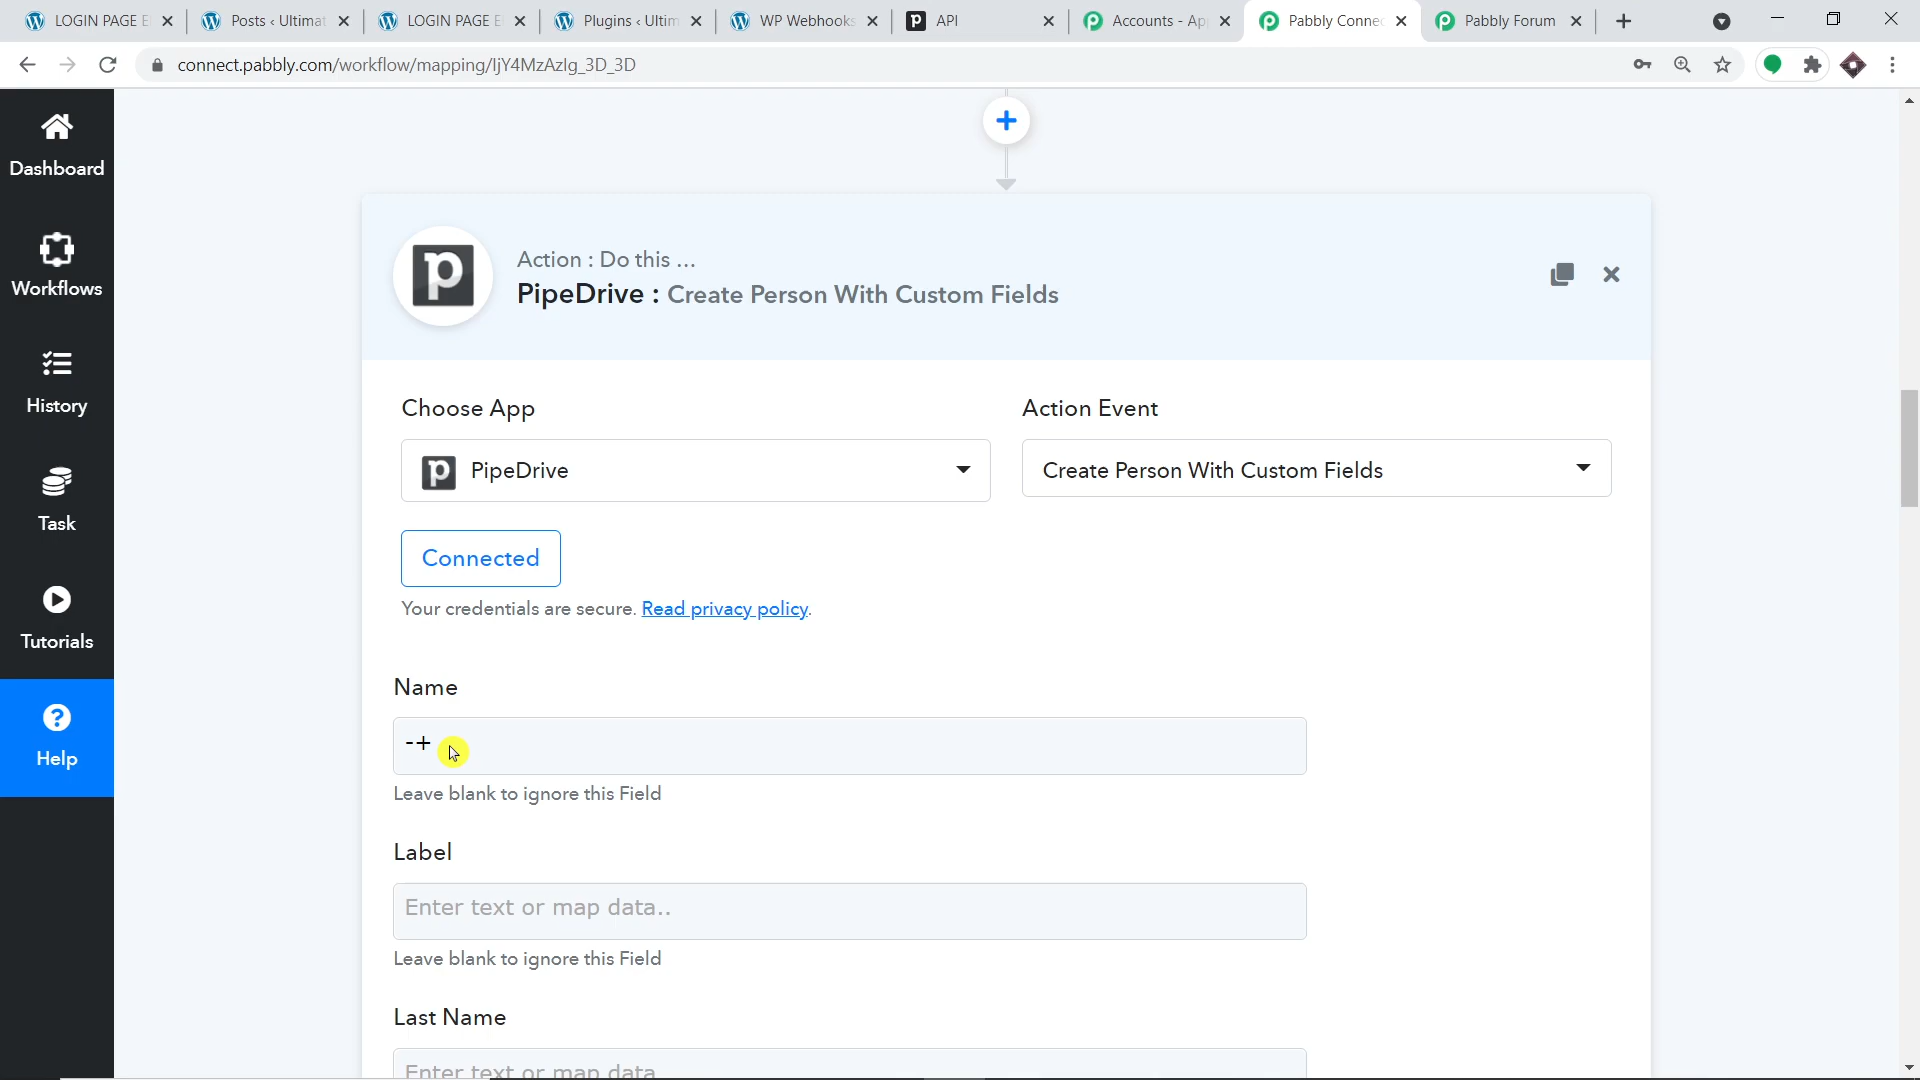 LOGIN PAGE E
Posts ‹ Ultimat
LOGIN PAGE E
Plugins ‹ Ultim
WP Webhooks
API
Accounts - Ap
Pabbly Connec
Pabbly Forum
connect.pabbly.com/workflow/mapping/IjY4MzAzIg_3D_3D
Dashboard
Workflows
History
Task
Tutorials
Help
Action : Do this ...
PipeDrive : Create Person With Custom Fields
Choose App
Action Event
PipeDrive
Create Person With Custom Fields
Connected
Your credentials are secure. Read privacy policy.
Name
-+
Leave blank to ignore this Field
Label
Enter text or map data..
Leave blank to ignore this Field
Last Name
Enter text or map data